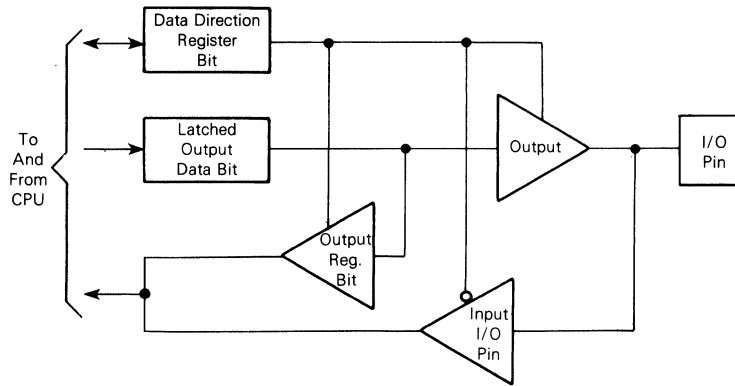 Data Direction
Register
Bit
To
And
From
CPU
Latched
Output
Data Bit
Output
I/O
Pin
Output
Reg.
Bit
Input
I/O
Pin